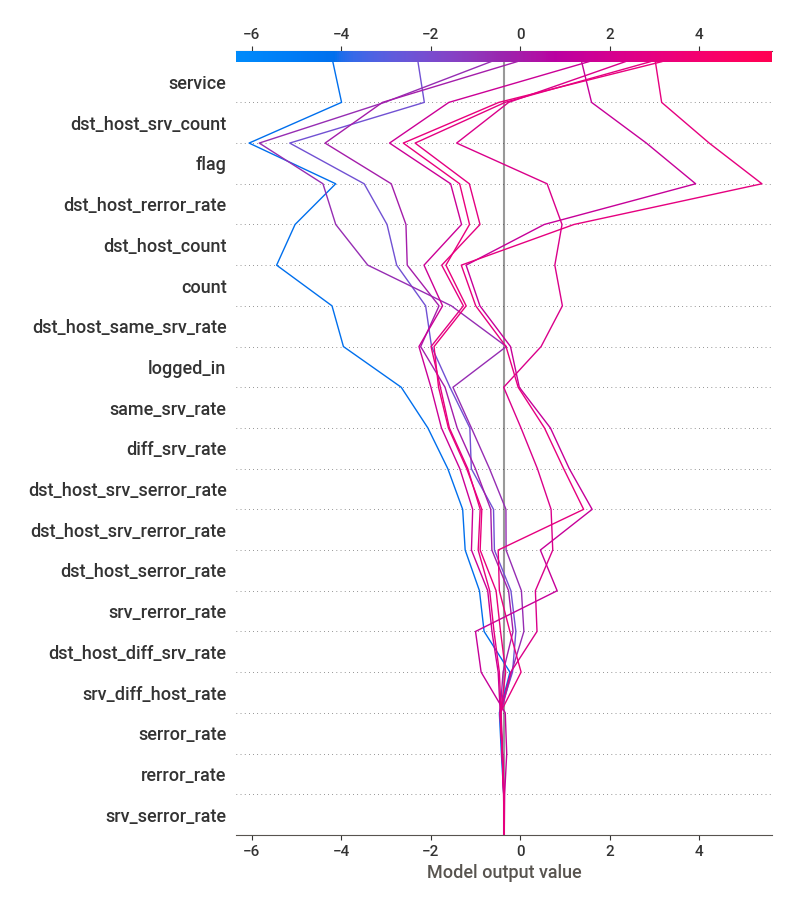 −6 −4 −2 0 2 4
service
dst_host_srv_count
flag
dst_host_rerror_rate
dst_host_count
count
dst_host_same_srv_rate
logged_in
same_srv_rate
diff_srv_rate
dst_host_srv_serror_rate
dst_host_srv_rerror_rate
dst_host_serror_rate
srv_rerror_rate
dst_host_diff_srv_rate
srv_diff_host_rate
serror_rate
rerror_rate
srv_serror_rate
−6 −4 −2 0 2 4
Model output value